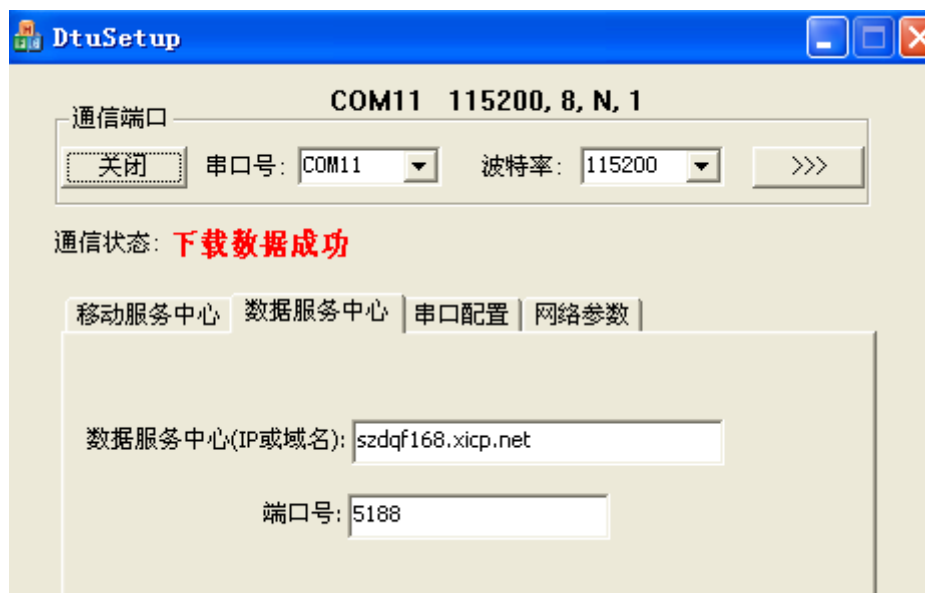 DtuSetup
COM11 115200, 8, N, 1
通信端口
关闭 串口号: COM11 波特率: 115200 >>>
通信状态: 下载数据成功
移动服务中心 数据服务中心 串口配置 网络参数
数据服务中心(IP或域名): szdqf168.xicp.net
端口号: 5188